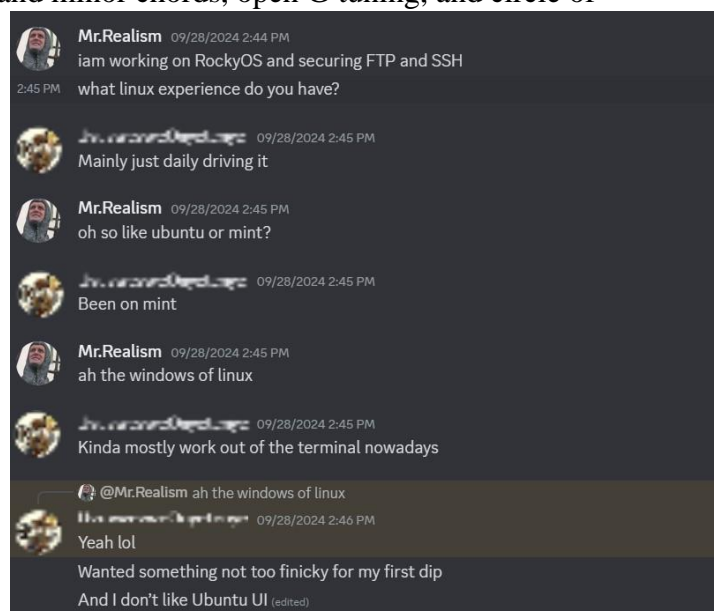 and minor chords, open G tuning, and circle of
Mr.Realism 09/28/2024 2:44 PM
iam working on RockyOS and securing FTP and SSH
2:45 PM what linux experience do you have?
09/28/2024 2:45 PM
Mainly just daily driving it
Mr.Realism 09/28/2024 2:45 PM
oh so like ubuntu or mint?
09/28/2024 2:45 PM
Been on mint
Mr.Realism 09/28/2024 2:45 PM
ah the windows of linux
09/28/2024 2:45 PM
Kinda mostly work out of the terminal nowadays
@Mr.Realism ah the windows of linux
09/28/2024 2:46 PM
Yeah lol
Wanted something not too finicky for my first dip
And I don't like Ubuntu UI (edited)